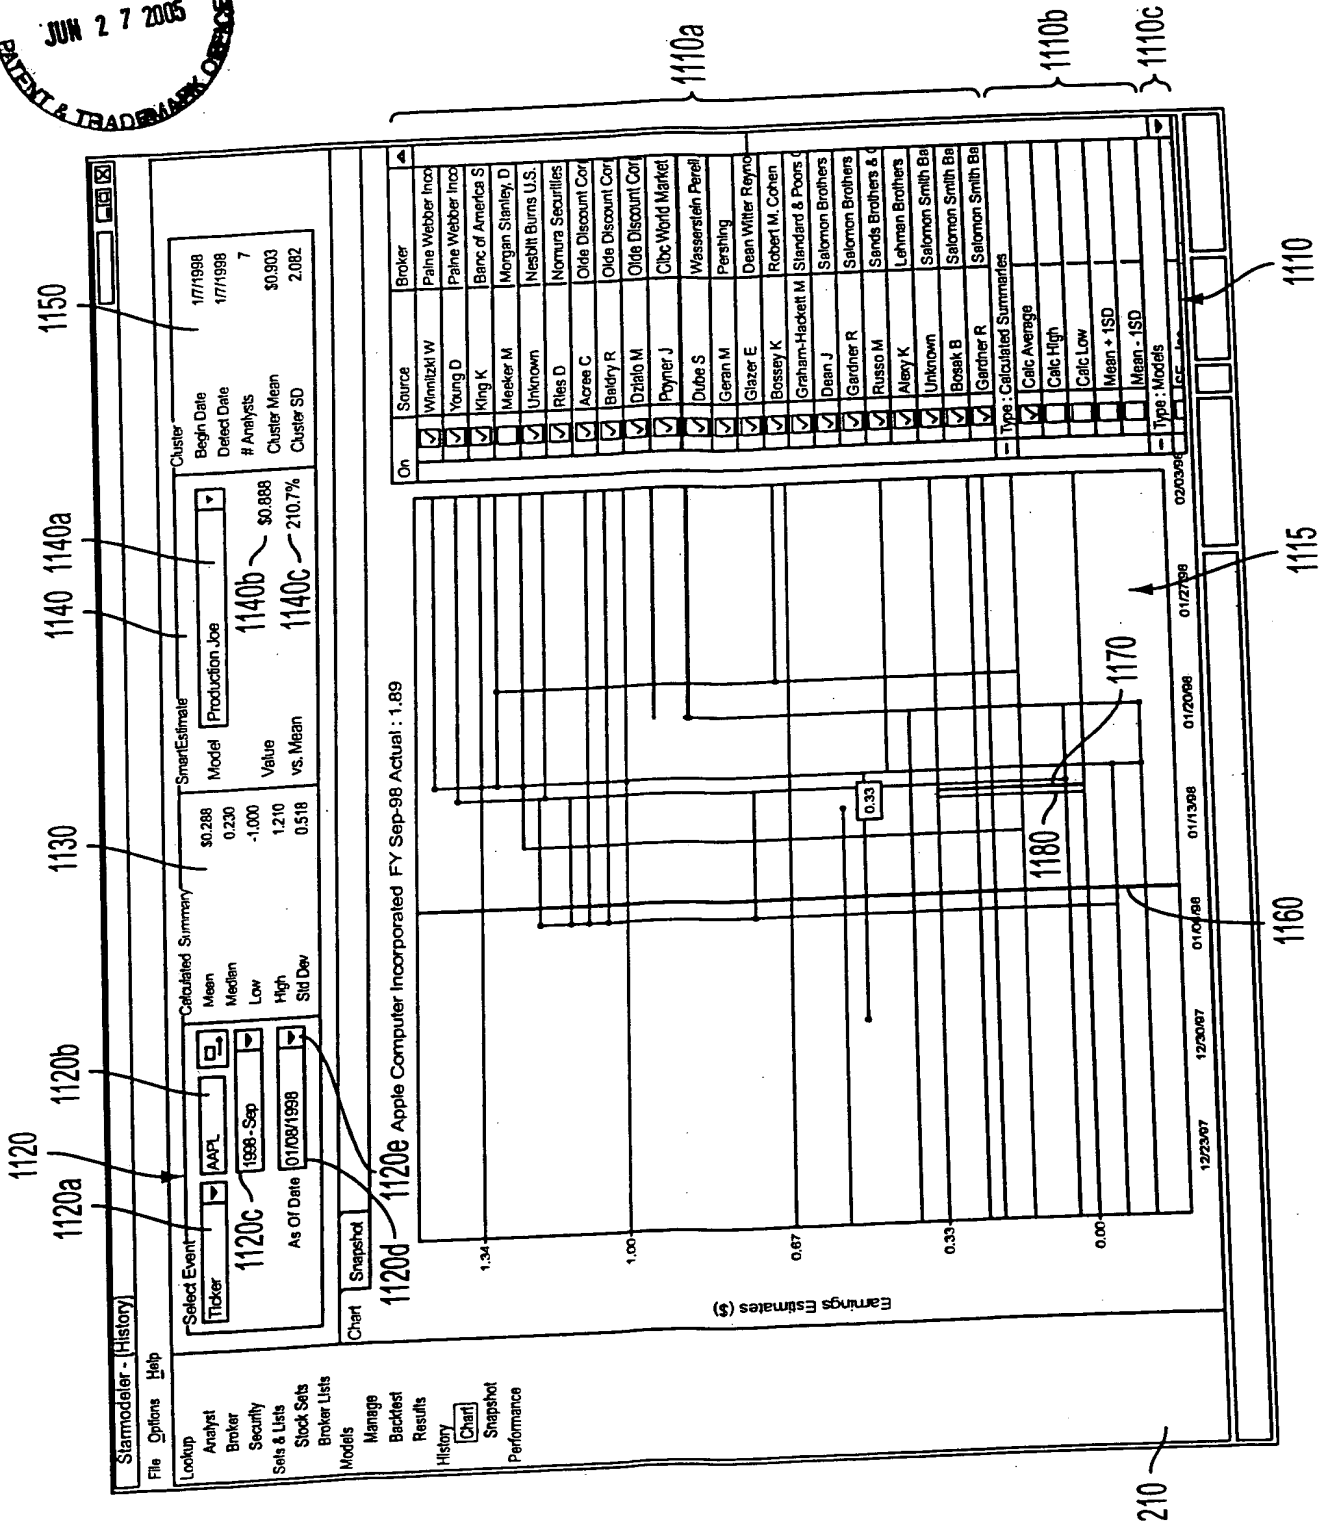 JUN 2 7 2005
PATENT & TRADEMARK OFFICE
Starmodeler - (History)
File Options Help
Lookup
Analyst
Broker
Security
Sets & Lists
Stock Sets
Broker Lists
Models
Manage
Backtest
Results
History
Chart
Snapshot
Performance
210
1120
1120a
1120b
1120c
1120d
1120e
Select Event
Ticker
AAPL
1998-Sep
As Of Date 01/08/1998
1130
Calculated Summary
Mean $0.288
Median 0.230
Low -1.000
High 1.210
Std Dev 0.518
1140
1140a
1140b
1140c
SmartEstimate
Model Production Joe
Value $0.888
vs. Mean 210.7%
1150
Cluster
Begin Date 1/7/1998
Detect Date 1/7/1998
# Analysts 7
Cluster Mean $0.903
Cluster SD 2.082
Chart Snapshot
Apple Computer Incorporated FY Sep-98 Actual : 1.89
Earnings Estimates ($)
1.34
1.00
0.67
0.33
0.00
0.33
12/23/97
12/30/97
01/06/98
01/13/98
01/20/98
01/27/98
02/03/98
1160
1180
1170
1115
1110
On Source Broker
Winnitzki W Paine Webber Inco
Young D Paine Webber Inco
King K Banc of America S
Meeker M Morgan Stanley, D
Unknown Nesbitt Burns U.S.
Ries D Nomura Securities
Acree C Olde Discount Corp
Baldry R Olde Discount Corp
Dzialo M Olde Discount Corp
Poyner J Cibc World Market
Dube S Wasserstein Perell
Geran M Pershing
Glazer E Dean Witter Reyno
Bossey K Robert M. Cohen
Graham-Hackett M Standard & Poors
Dean J Salomon Brothers
Gardner R Salomon Brothers
Russo M Sands Brothers &
Alexy K Lehman Brothers
Unknown Salomon Smith Ba
Bosak B Salomon Smith Ba
Gardner R Salomon Smith Ba
- Type : Calculated Summaries
Calc Average
Calc High
Calc Low
Mean + 1SD
Mean - 1SD
- Type : Models
1110a
1110b
1110c